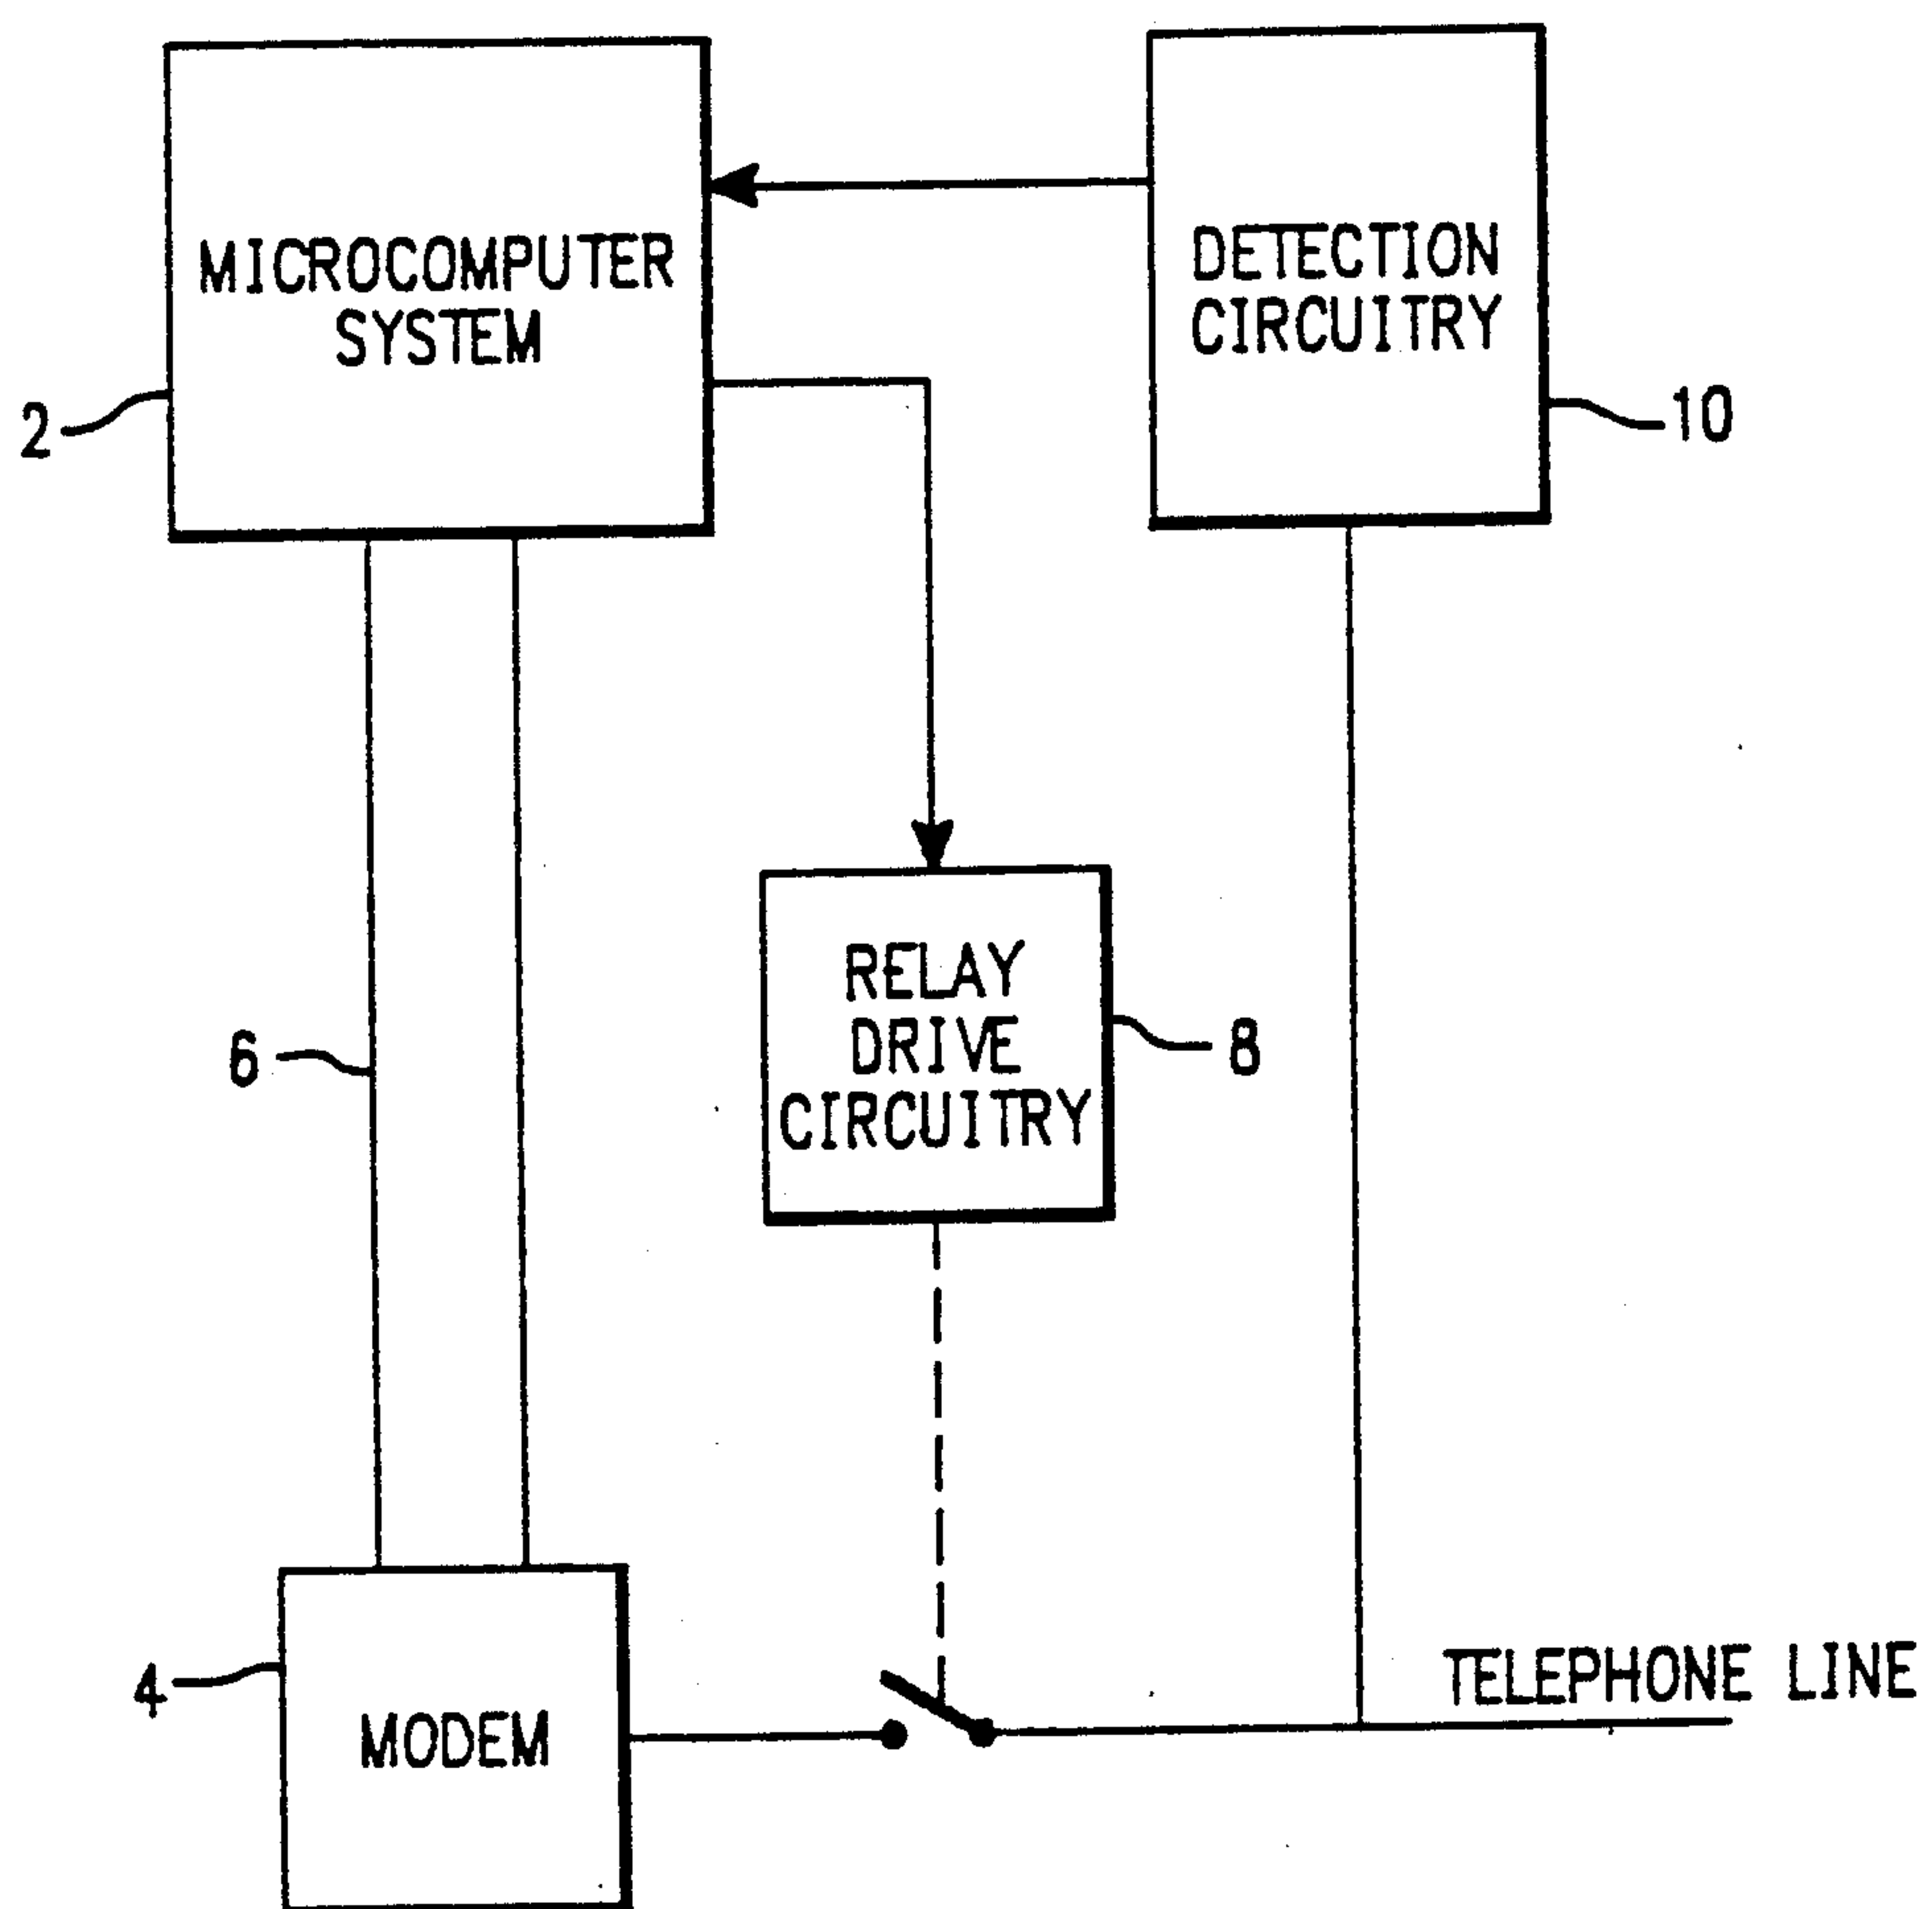 MICROCOMPUTER
SYSTEM
DETECTION
CIRCUITRY
2
10
RELAY
DRIVE
CIRCUITRY
6
8
4
MODEM
TELEPHONE LINE